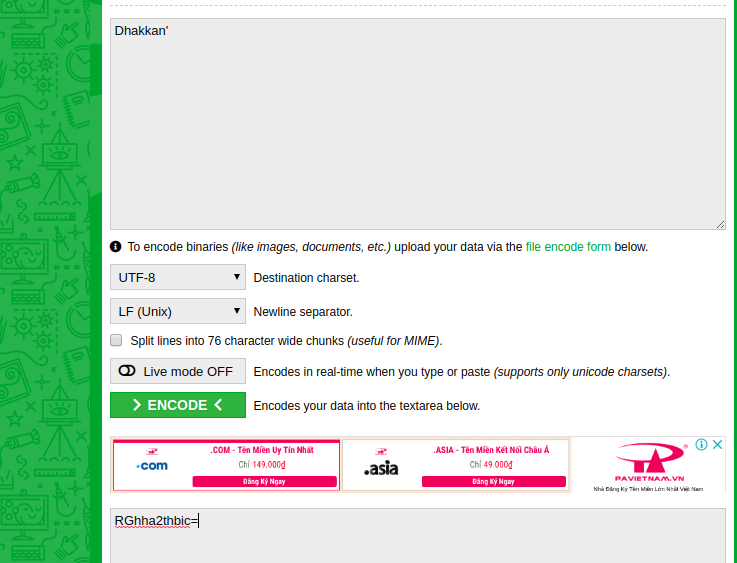 Dhakkan'
To encode binaries (like images, documents, etc.) upload your data via the file encode form below.
UTF-8 Destination charset.
LF (Unix) Newline separator.
Split lines into 76 character wide chunks (useful for MIME).
Live mode OFF Encodes in real-time when you type or paste (supports only unicode charsets).
ENCODE Encodes your data into the textarea below.
.COM - Tên Miền Uy Tín Nhất
.com Chỉ 149.000₫
Đăng Ký Ngay
.ASIA - Tên Miền Kết Nối Châu Á
.asia Chỉ 49.000₫
Đăng Ký Ngay
PAVIETNAM.VN
Nhà Đăng Ký Tên Miền Lớn Nhất Việt Nam
RGhha2thbic=